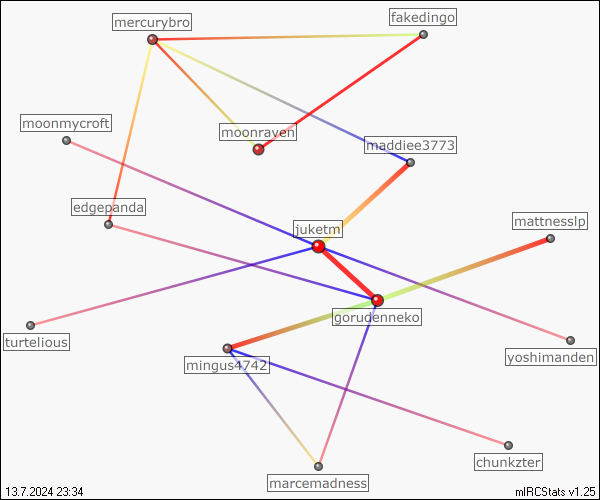 mercurybro
fakedingo
moonmycroft
moonraven
maddiee3773
edgepanda
mattnesslp
juketm
gorudenneko
turtelious
yoshimanden
mingus4742
chunkzter
marcemadness
13.7.2024 23:34
mIRCStats v1.25